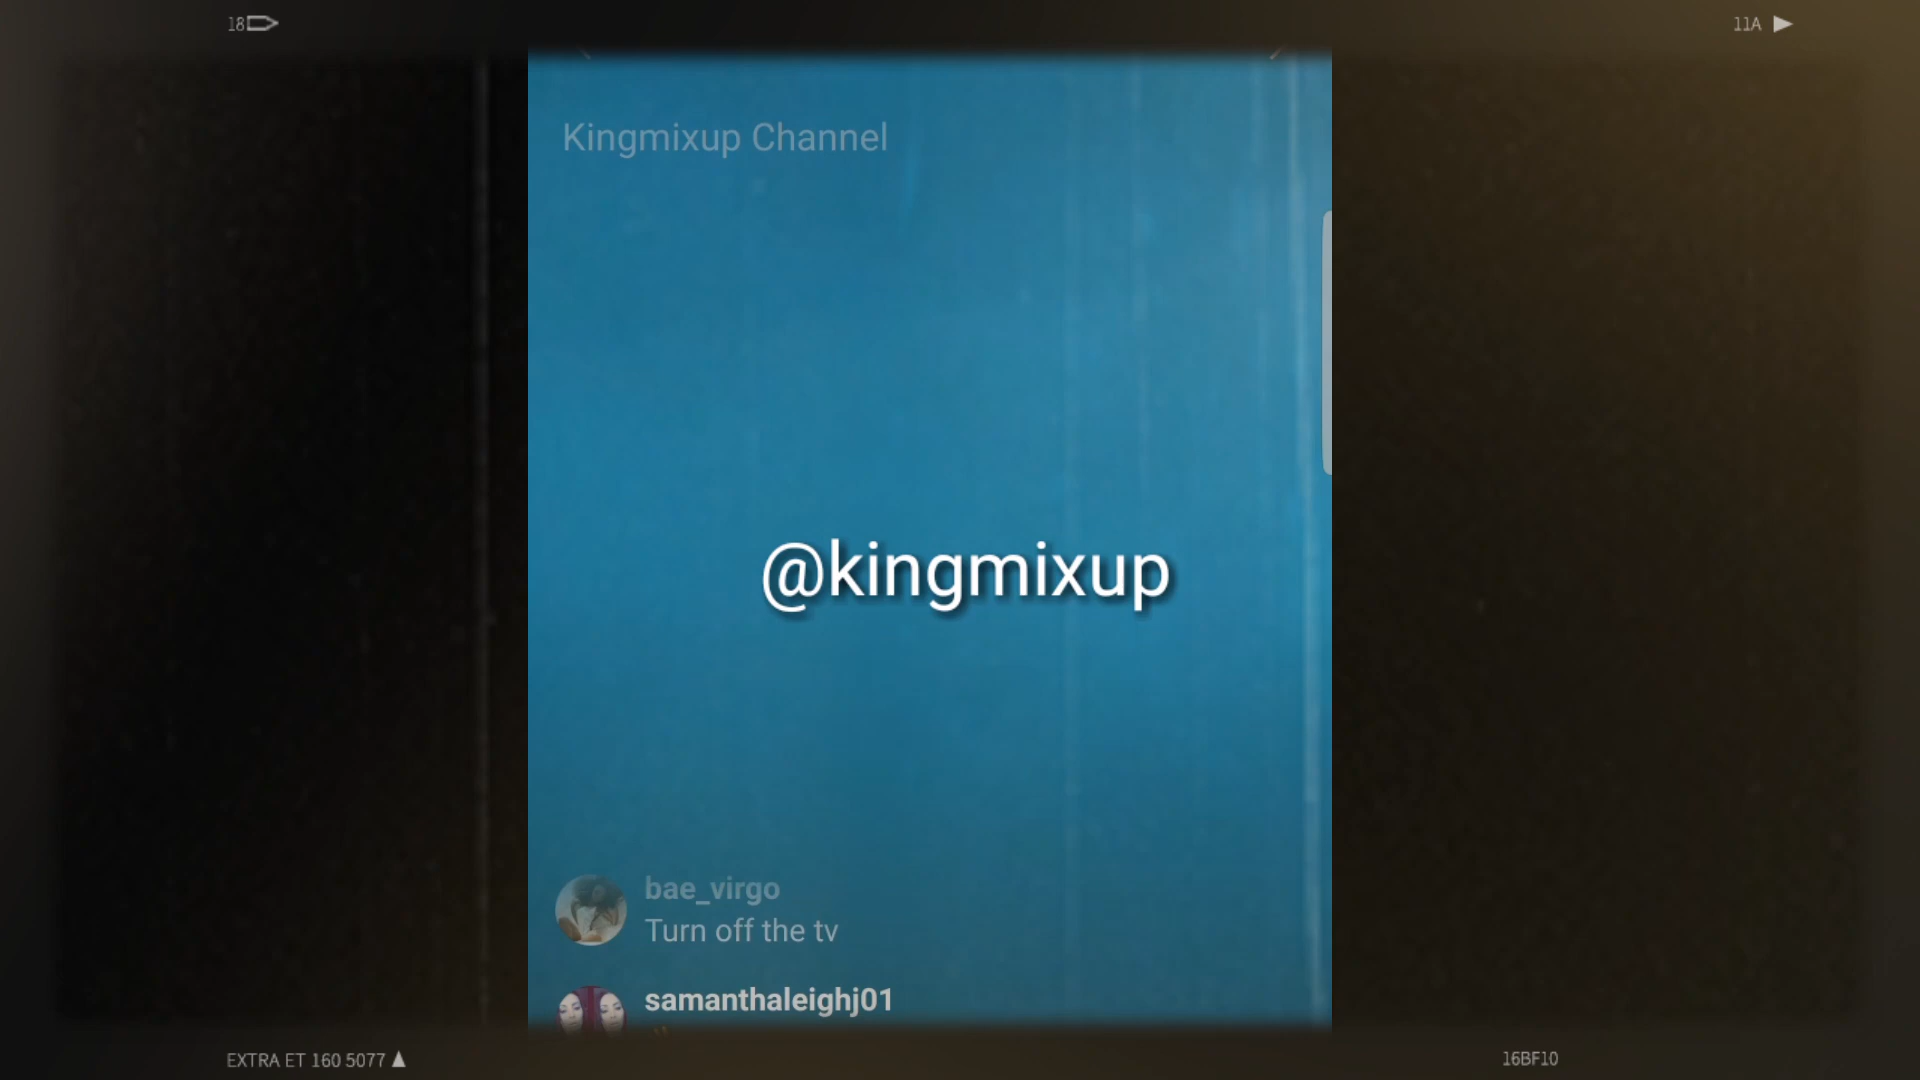 18
11A
Kingmixup Channel
@kingmixup
bae_virgo
Turn off the tv
samanthaleighj01
EXTRA ET 160 5077
16BF10